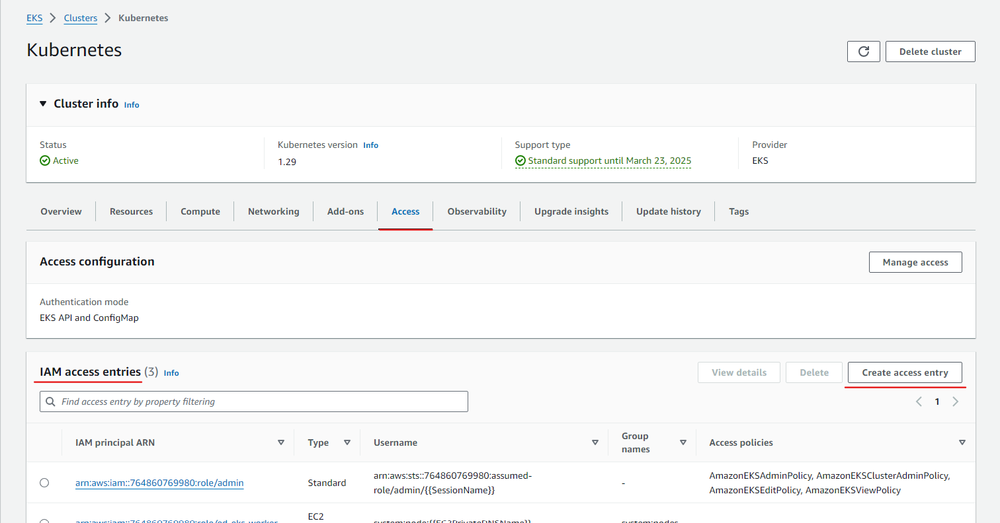 EKS > Clusters > Kubernetes
Kubernetes
Delete cluster
Cluster info Info
Status
Kubernetes version Info
Support type
Provider
Active
1.29
Standard support until March 23, 2025
EKS
Overview Resources Compute Networking Add-ons Access Observability Upgrade insights Update history Tags
Access configuration
Manage access
Authentication mode
EKS API and ConfigMap
IAM access entries (3) Info
View details Delete Create access entry
Find access entry by property filtering
1
IAM principal ARN Type Username Group names Access policies
arn:aws:iam::764860769980:role/admin
Standard
arn:aws:sts::764860769980:assumed-
role/admin/{{SessionName}}
-
AmazonEKSAdminPolicy, AmazonEKSClusterAdminPolicy,
AmazonEKSEditPolicy, AmazonEKSViewPolicy
arn:aws:iam::764860769980:role/ed-eks-worker
EC2
system:node:{{EC2PrivateDNSName}}
system:nodes